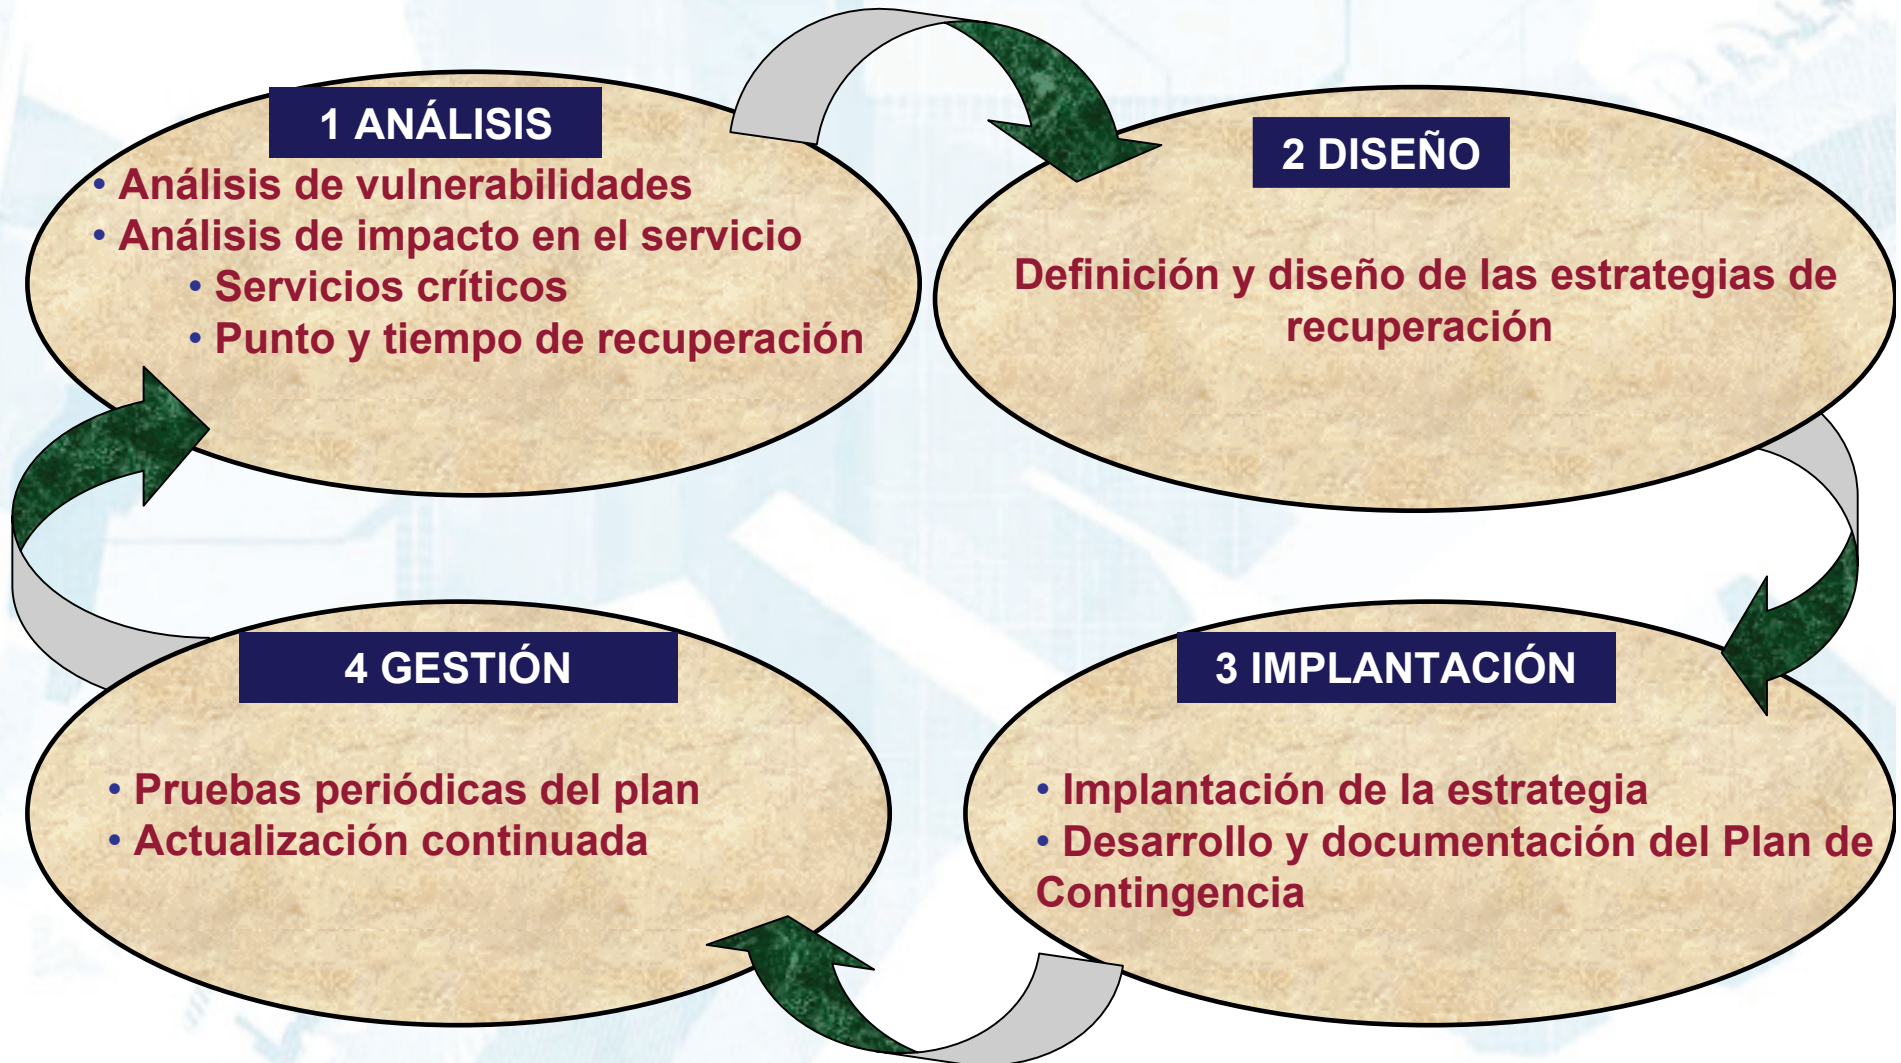 1 ANÁLISIS
• Análisis de vulnerabilidades
• Análisis de impacto en el servicio
• Servicios críticos
• Punto y tiempo de recuperación
2 DISEÑO
Definición y diseño de las estrategias de
recuperación
3 IMPLANTACIÓN
• Implantación de la estrategia
• Desarrollo y documentación del Plan de
Contingencia
4 GESTIÓN
• Pruebas periódicas del plan
• Actualización continuada